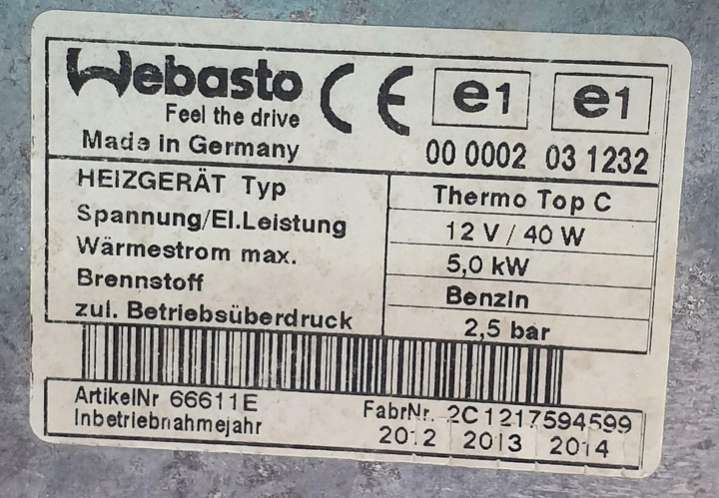 Webasto
Feel the drive
Made in Germany
CE
e1 e1
00 0002 03 1232
HEIZGERÄT Typ Thermo Top C
Spannung/El.Leistung 12 V / 40 W
Wärmestrom max. 5,0 kW
Brennstoff Benzin
zul. Betriebsüberdruck 2,5 bar
ArtikelNr 66611E FabrNr. 2C1217594599
Inbetriebnahmejahr 2012 2013 2014